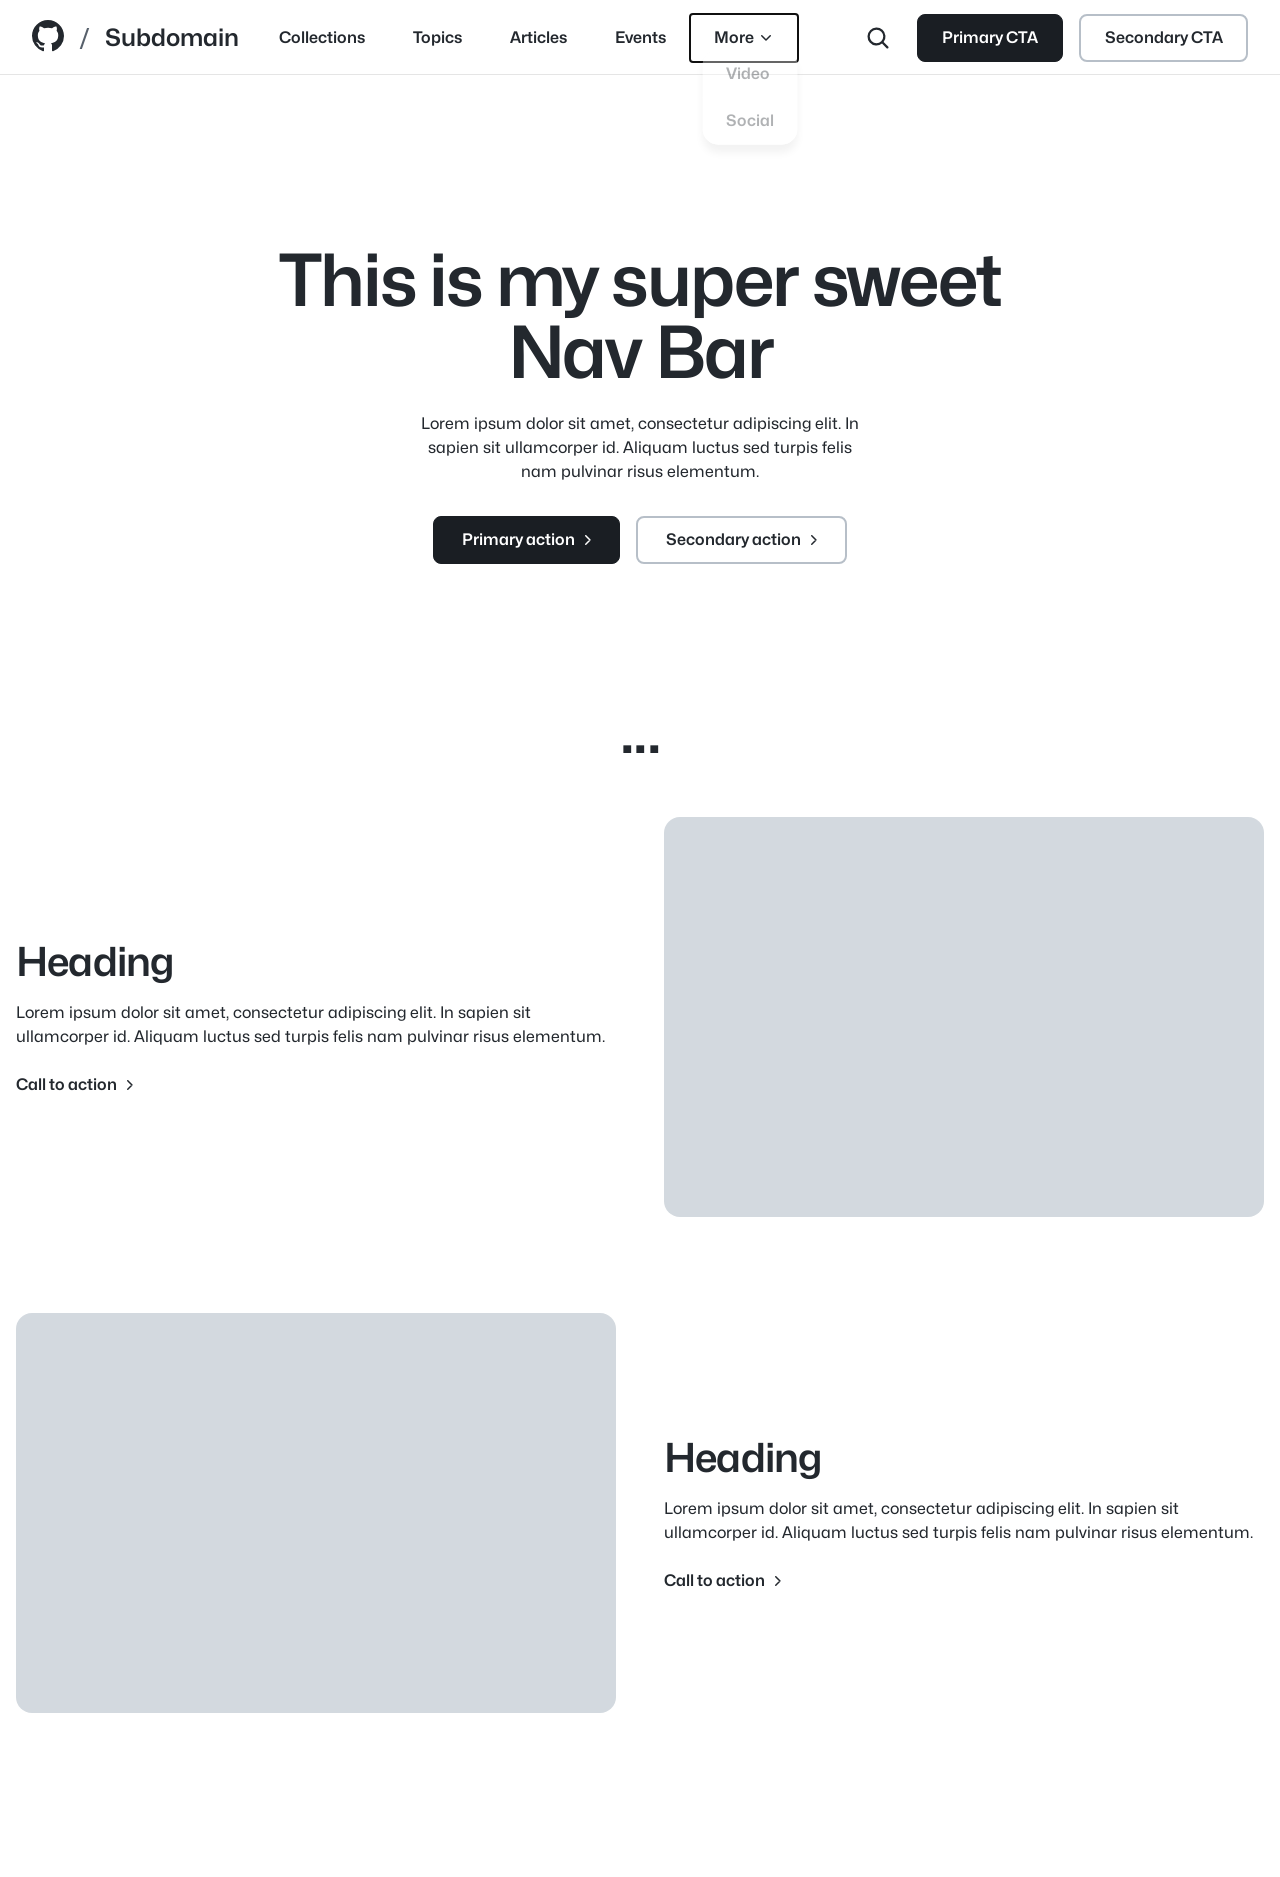 / Subdomain Collections Topics Articles Events More Primary CTA Secondary CTA
Video
Social
This is my super sweet
Nav Bar
Lorem ipsum dolor sit amet, consectetur adipiscing elit. In
sapien sit ullamcorper id. Aliquam luctus sed turpis felis
nam pulvinar risus elementum.
Primary action Secondary action
...
Heading
Lorem ipsum dolor sit amet, consectetur adipiscing elit. In sapien sit
ullamcorper id. Aliquam luctus sed turpis felis nam pulvinar risus elementum.
Call to action
Heading
Lorem ipsum dolor sit amet, consectetur adipiscing elit. In sapien sit
ullamcorper id. Aliquam luctus sed turpis felis nam pulvinar risus elementum.
Call to action